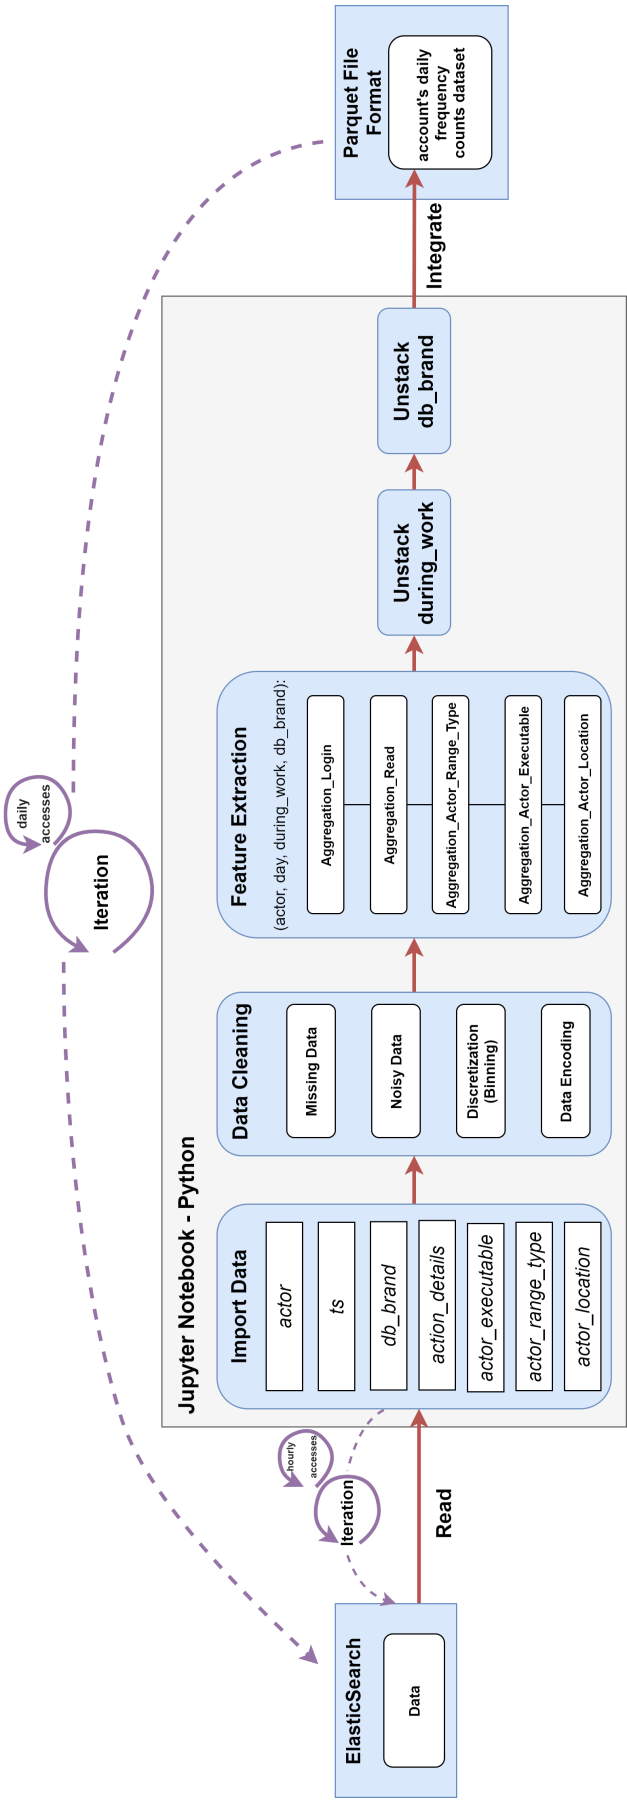 daily
accesses
Iteration
hourly
accesses
Iteration
Read
ElasticSearch
Data
Jupyter Notebook - Python
Import Data
actor
ts
db_brand
action_details
actor_executable
actor_range_type
actor_location
Data Cleaning
Missing Data
Noisy Data
Discretization
(Binning)
Data Encoding
Feature Extraction
(actor, day, during_work, db_brand):
Aggregation_Login
Aggregation_Read
Aggregation_Actor_Range_Type
Aggregation_Actor_Executable
Aggregation_Actor_Location
Unstack
during_work
Unstack
db_brand
Integrate
Parquet File
Format
account's daily
frequency
counts dataset